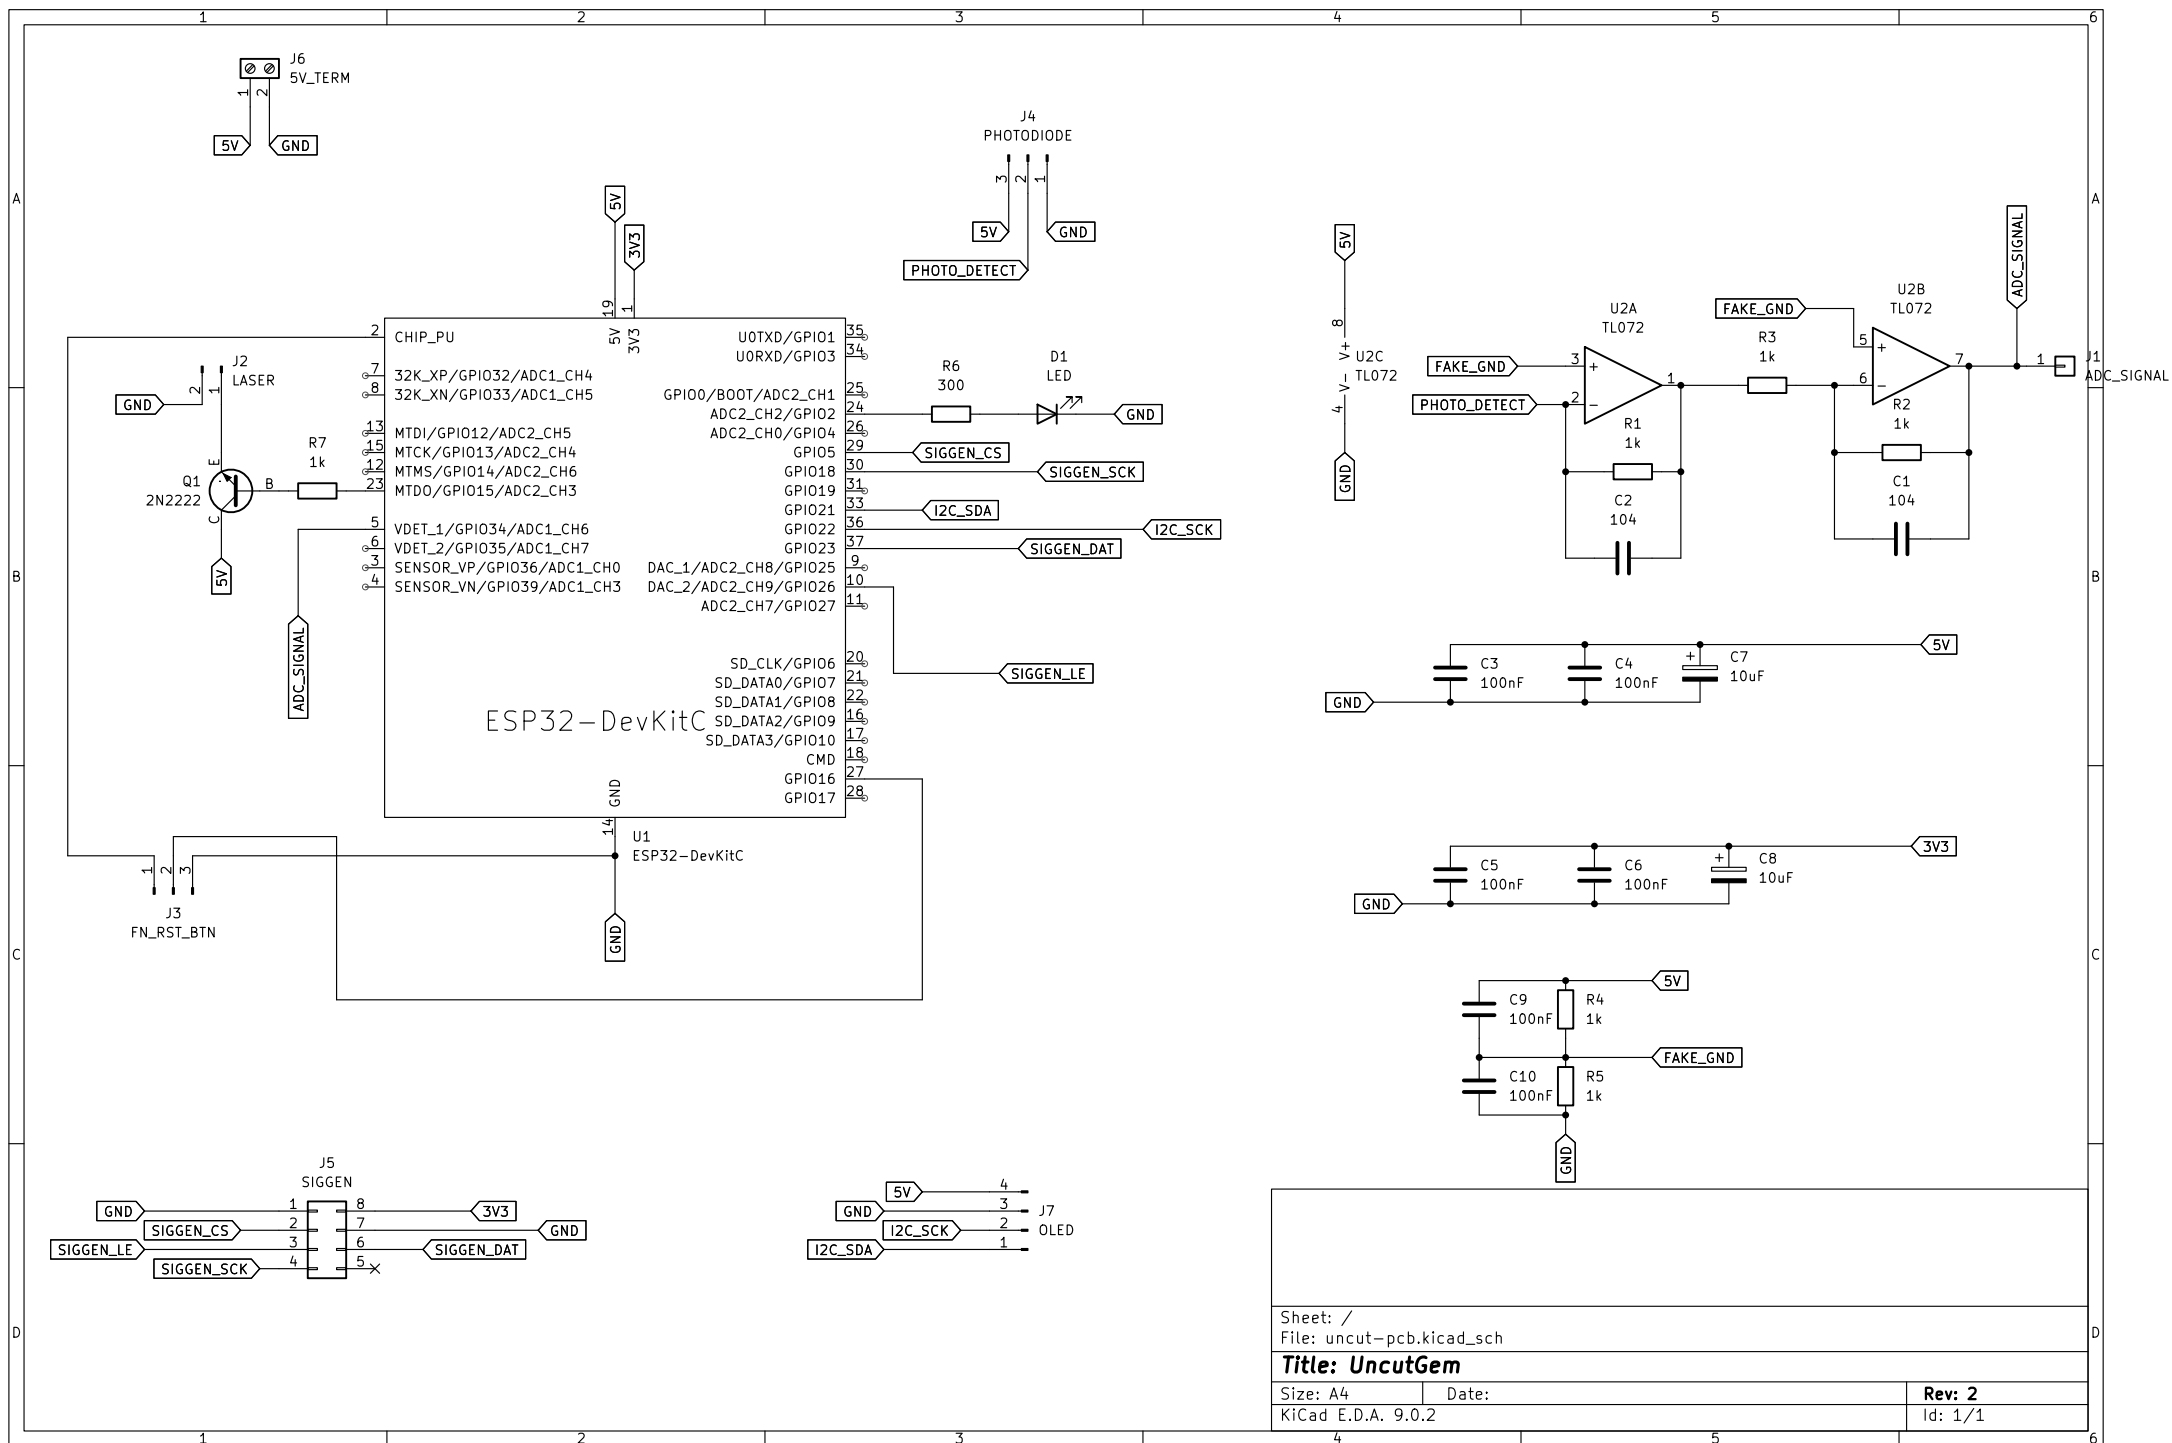 1 2 3 4 5 6
A
B
C
D
J6
5V_TERM
1 2
5V GND
J4
PHOTODIODE
3 2 1
5V GND
PHOTO_DETECT
5V
3V3
19 1
5V 3V3
2 CHIP_PU
7 32K_XP/GPIO32/ADC1_CH4
8 32K_XN/GPIO33/ADC1_CH5
13 MTDI/GPIO12/ADC2_CH5
15 MTCK/GPIO13/ADC2_CH4
12 MTMS/GPIO14/ADC2_CH6
23 MTDO/GPIO15/ADC2_CH3
5 VDET_1/GPIO34/ADC1_CH6
6 VDET_2/GPIO35/ADC1_CH7
3 SENSOR_VP/GPIO36/ADC1_CH0
4 SENSOR_VN/GPIO39/ADC1_CH3
U0TXD/GPIO1 35
U0RXD/GPIO3 34
GPIO0/BOOT/ADC2_CH1 25
ADC2_CH2/GPIO2 24
ADC2_CH0/GPIO4 26
GPIO5 29
GPIO18 30
GPIO19 31
GPIO21 33
GPIO22 36
GPIO23 37
DAC_1/ADC2_CH8/GPIO25 9
DAC_2/ADC2_CH9/GPIO26 10
ADC2_CH7/GPIO27 11
SD_CLK/GPIO6 20
SD_DATA0/GPIO7 21
SD_DATA1/GPIO8 22
SD_DATA2/GPIO9 16
SD_DATA3/GPIO10 17
CMD 18
GPIO16 27
GPIO17 28
ESP32-DevKitC
GND
14
U1
ESP32-DevKitC
GND
J2
LASER
2 1
GND
R7
1k
Q1
2N2222
E
B
C
5V
ADC_SIGNAL
1 2 3
J3
FN_RST_BTN
R6
300
D1
LED
GND
SIGGEN_CS
SIGGEN_SCK
I2C_SDA
I2C_SCK
SIGGEN_DAT
SIGGEN_LE
5V
8
V+
U2C
TL072
V-
4
GND
U2A
TL072
FAKE_GND 3 +
PHOTO_DETECT 2 -
1
R1
1k
C2
104
R3
1k
U2B
TL072
FAKE_GND
5 +
6 -
7
R2
1k
C1
104
ADC_SIGNAL
1
J1
ADC_SIGNAL
5V
C3
100nF
C4
100nF
+
C7
10uF
GND
3V3
C5
100nF
C6
100nF
+
C8
10uF
GND
5V
C9
100nF
R4
1k
FAKE_GND
C10
100nF
R5
1k
GND
J5
SIGGEN
GND 1 8 3V3
SIGGEN_CS 2 7 GND
SIGGEN_LE 3 6 SIGGEN_DAT
SIGGEN_SCK 4 5
5V 4
GND 3
I2C_SCK 2
I2C_SDA 1
J7
OLED
Sheet: /
File: uncut-pcb.kicad_sch
Title: UncutGem
Size: A4 Date: Rev: 2
KiCad E.D.A. 9.0.2 Id: 1/1
A
B
C
D
1 2 3 4 5 6